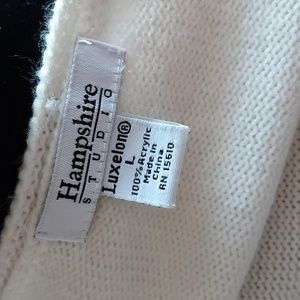 Hampshire
STUDIO
Luxelon®
L
100% Acrylic
Made in
China
RN 15610